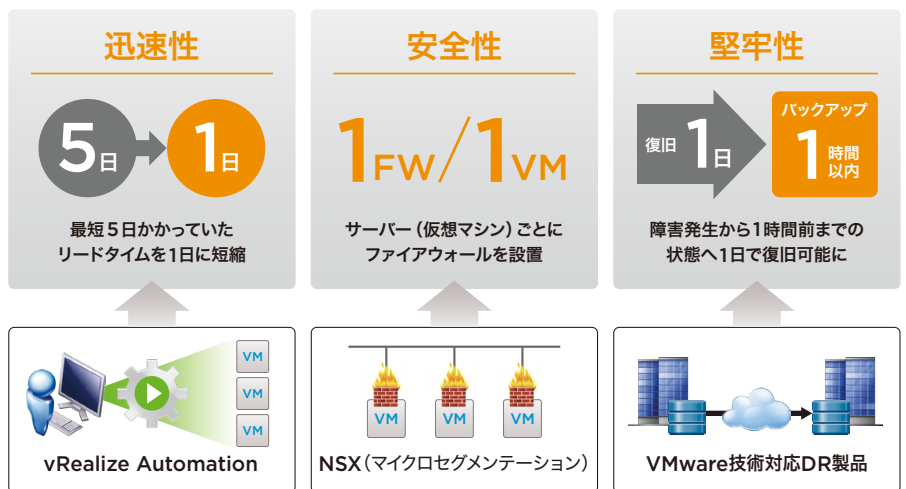 迅速性
5日
1日
最短5日かかっていた
リードタイムを1日に短縮
安全性
1FW/1VM
サーバー（仮想マシン）ごとに
ファイアウォールを設置
堅牢性
復旧 1日
バックアップ
1時間以内
障害発生から1時間前までの
状態へ1日で復旧可能に
VM
VM
VM
vRealize Automation
VM
VM
VM
NSX（マイクロセグメンテーション）
VMware技術対応DR製品